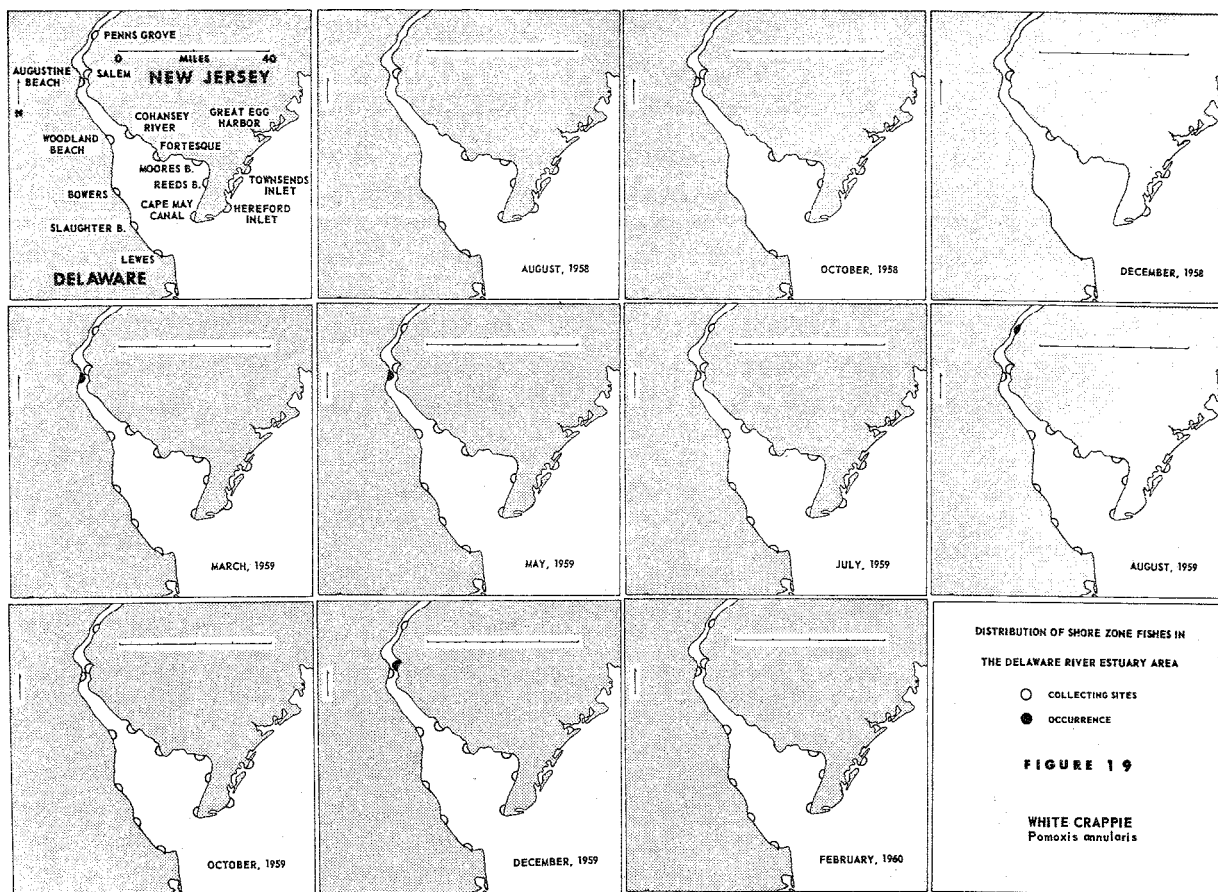 PENNS GROVE
0 MILES 40
AUGUSTINE
BEACH
SALEM
NEW JERSEY
N
COHANSEY
RIVER
GREAT EGG
HARBOR
WOODLAND
BEACH
FORTESQUE
MOORES B.
REEDS B.
TOWNSENDS
INLET
BOWERS
CAPE MAY
CANAL
HEREFORD
INLET
SLAUGHTER B.
LEWES
DELAWARE
AUGUST, 1958
OCTOBER, 1958
DECEMBER, 1958
MARCH, 1959
MAY, 1959
JULY, 1959
AUGUST, 1959
OCTOBER, 1959
DECEMBER, 1959
FEBRUARY, 1960
DISTRIBUTION OF SHORE ZONE FISHES IN
THE DELAWARE RIVER ESTUARY AREA
COLLECTING SITES
OCCURRENCE
FIGURE 19
WHITE CRAPPIE
Pomoxis annularis